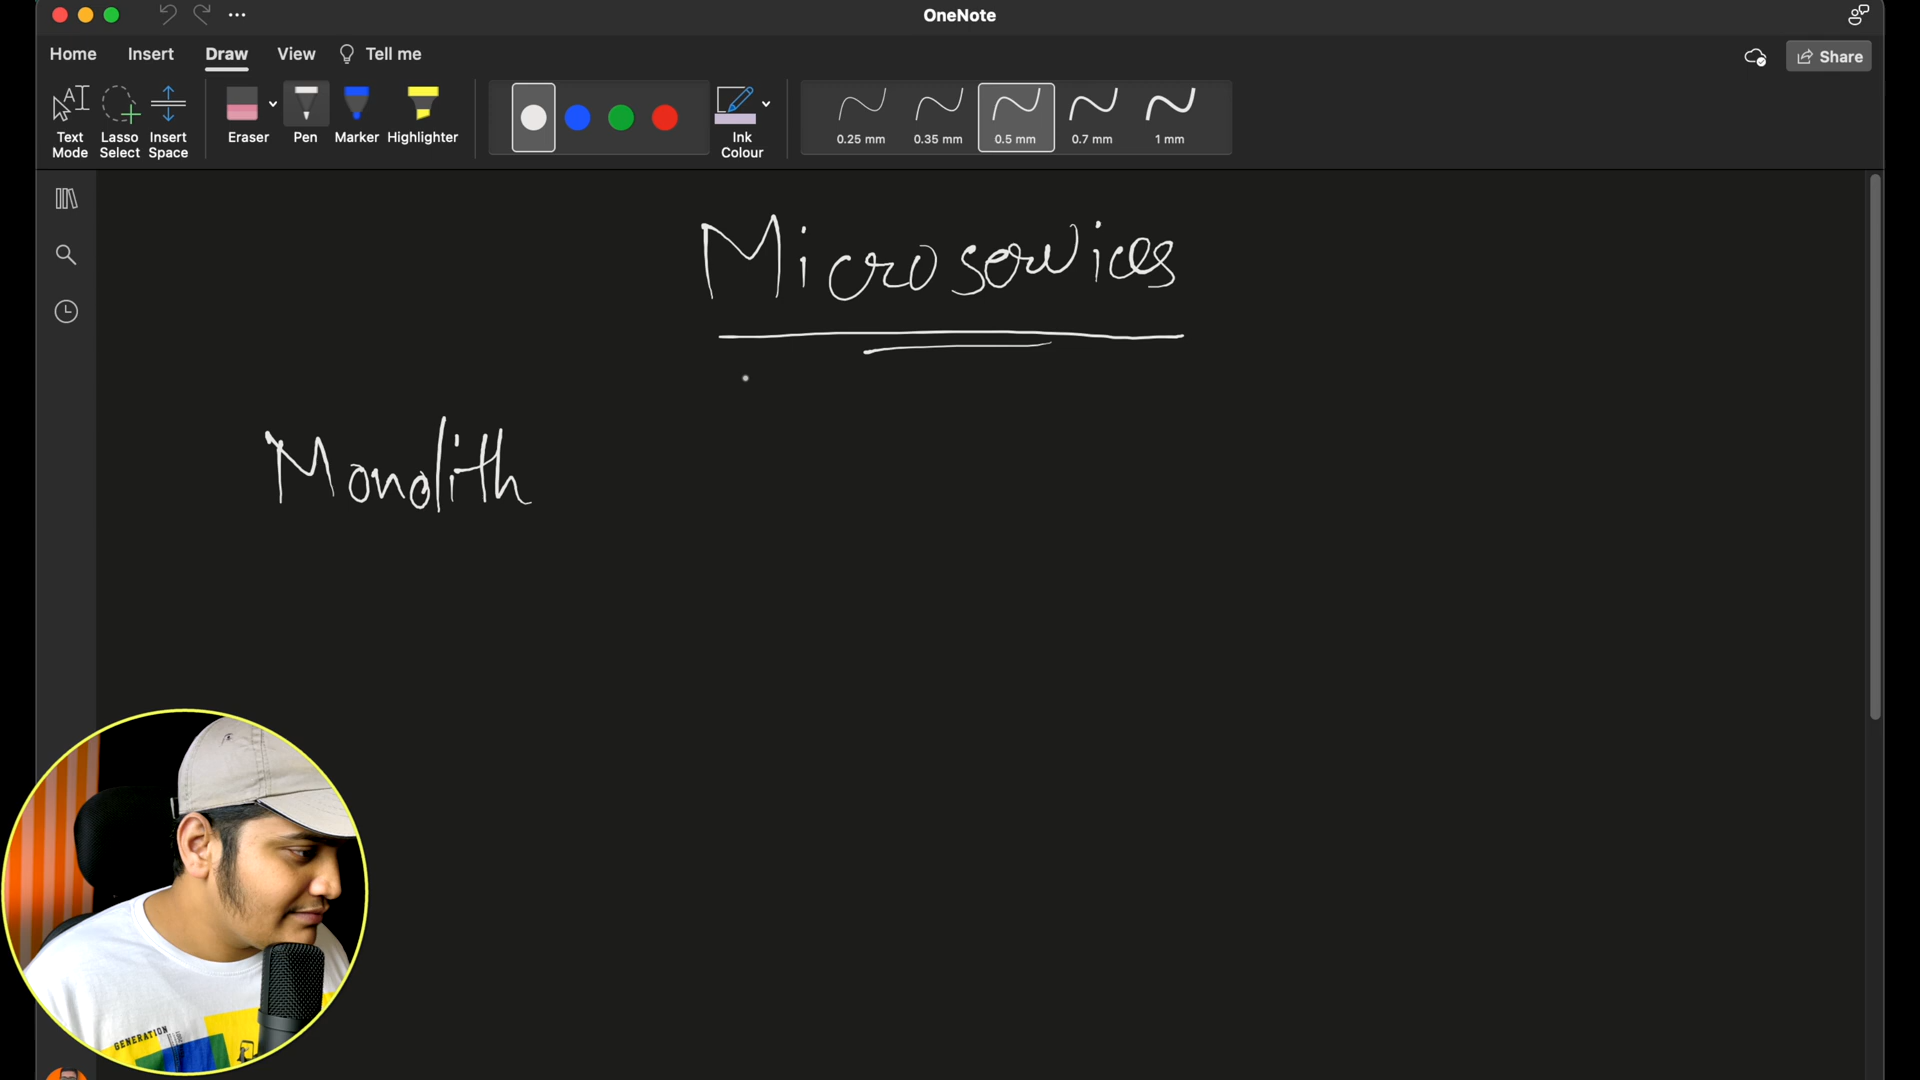 OneNote
Home Insert Draw View Tell me
Share
Text Mode
Lasso Select
Insert Space
Eraser
Pen
Marker
Highlighter
Ink Colour
0.25 mm
0.35 mm
0.5 mm
0.7 mm
1 mm
Microservices
Monolith
GENERATION